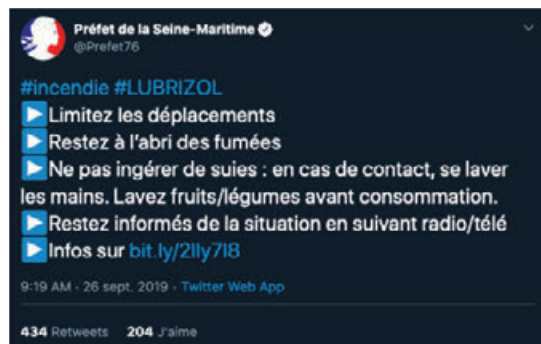 Préfet de la Seine-Maritime
@Prefet76
#incendie #LUBRIZOL
Limitez les déplacements
Restez à l'abri des fumées
Ne pas ingérer de suies : en cas de contact, se laver
les mains. Lavez fruits/légumes avant consommation.
Restez informés de la situation en suivant radio/télé
Infos sur bit.ly/2lly7l8
9:19 AM · 26 sept. 2019 · Twitter Web App
434 Retweets 204 J'aime